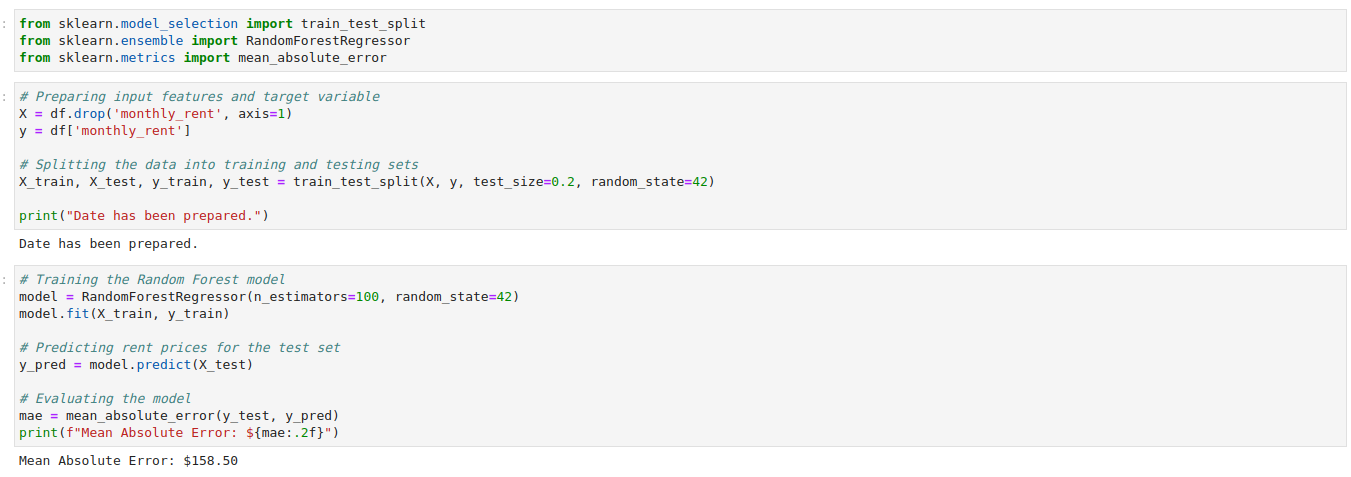 from sklearn.model_selection import train_test_split
from sklearn.ensemble import RandomForestRegressor
from sklearn.metrics import mean_absolute_error
# Preparing input features and target variable
X = df.drop('monthly_rent', axis=1)
y = df['monthly_rent']
# Splitting the data into training and testing sets
X_train, X_test, y_train, y_test = train_test_split(X, y, test_size=0.2, random_state=42)
print("Date has been prepared.")
Date has been prepared.
# Training the Random Forest model
model = RandomForestRegressor(n_estimators=100, random_state=42)
model.fit(X_train, y_train)
# Predicting rent prices for the test set
y_pred = model.predict(X_test)
# Evaluating the model
mae = mean_absolute_error(y_test, y_pred)
print(f"Mean Absolute Error: ${mae:.2f}")
Mean Absolute Error: $158.50